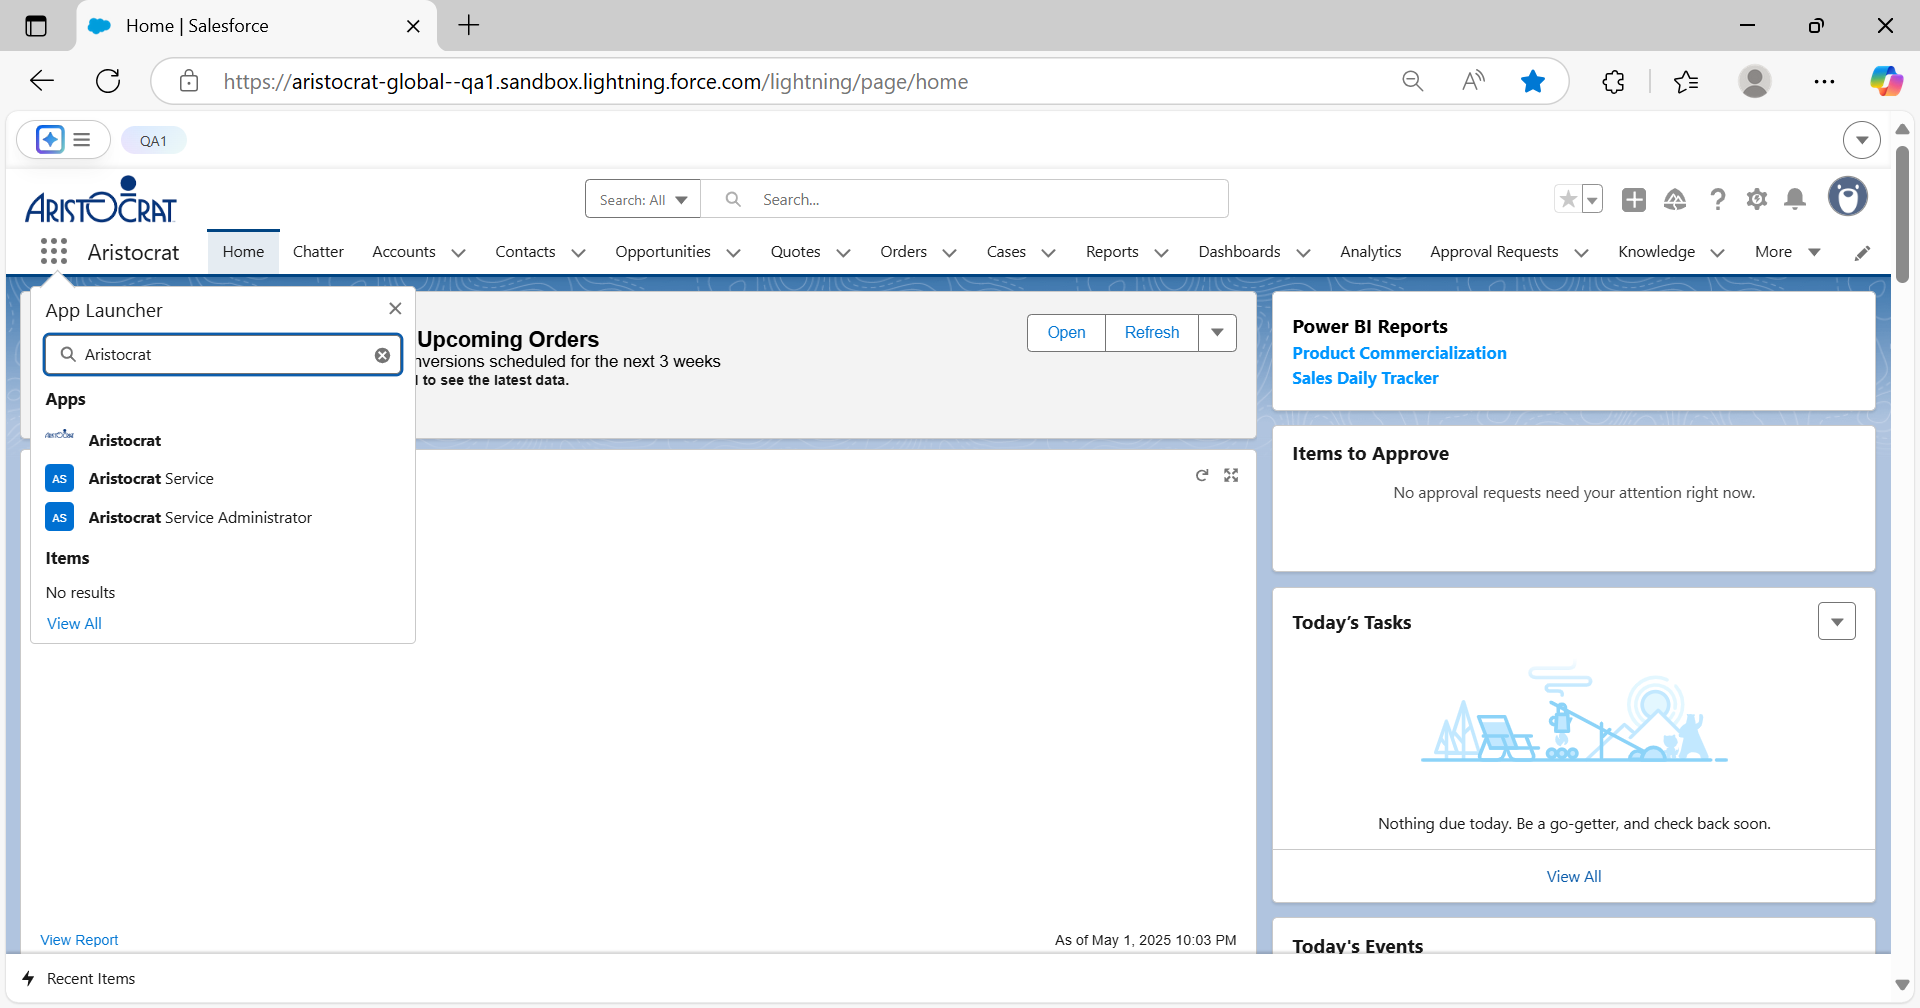 Home | Salesforce
https://aristocrat-global--qa1.sandbox.lightning.force.com/lightning/page/home
QA1
ARISTOCRAT
Search: All
Search...
Aristocrat
Home
Chatter
Accounts
Contacts
Opportunities
Quotes
Orders
Cases
Reports
Dashboards
Analytics
Approval Requests
Knowledge
More
App Launcher
Aristocrat
Apps
Aristocrat
AS
Aristocrat Service
AS
Aristocrat Service Administrator
Items
No results
View All
Upcoming Orders
nversions scheduled for the next 3 weeks
to see the latest data.
Open
Refresh
View Report
As of May 1, 2025 10:03 PM
Power BI Reports
Product Commercialization
Sales Daily Tracker
Items to Approve
No approval requests need your attention right now.
Today’s Tasks
Nothing due today. Be a go-getter, and check back soon.
View All
Today's Events
Recent Items